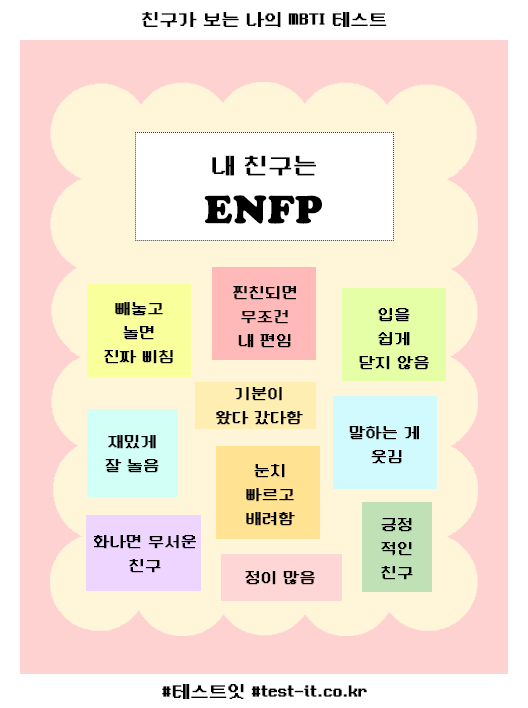 친구가 보는 나의 MBTI 테스트
내 친구는
ENFP
빼놓고
놀면
진짜 삐침
찐친되면
무조건
내 편임
입을
쉽게
닫지 않음
기분이
왔다 갔다함
재밌게
잘 놀음
말하는 게
웃김
눈치
빠르고
배려함
화나면 무서운
친구
정이 많음
긍정
적인
친구
#테스트잇 #test-it.co.kr